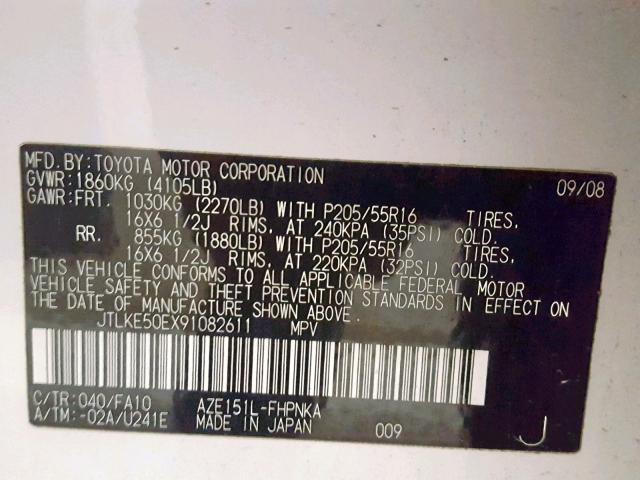 MFD.BY:TOYOTA MOTOR CORPORATION 09/08
GVWR:1860KG (4105LB)
GAWR:FRT. 1030KG (2270LB) WITH P205/55R16 TIRES,
16X6 1/2J RIMS, AT 240KPA (35PSI) COLD.
RR. 855KG (1880LB) WITH P205/55R16 TIRES,
16X6 1/2J RIMS, AT 220KPA (32PSI) COLD.
THIS VEHICLE CONFORMS TO ALL APPLICABLE FEDERAL MOTOR
VEHICLE SAFETY AND THEFT PREVENTION STANDARDS IN EFFECT ON
THE DATE OF MANUFACTURE SHOWN ABOVE.
JTLKE50EX91082611 MPV
C/TR:040/FA10 AZE151L-FHPNKA
A/TM:-02A/U241E MADE IN JAPAN 009 J